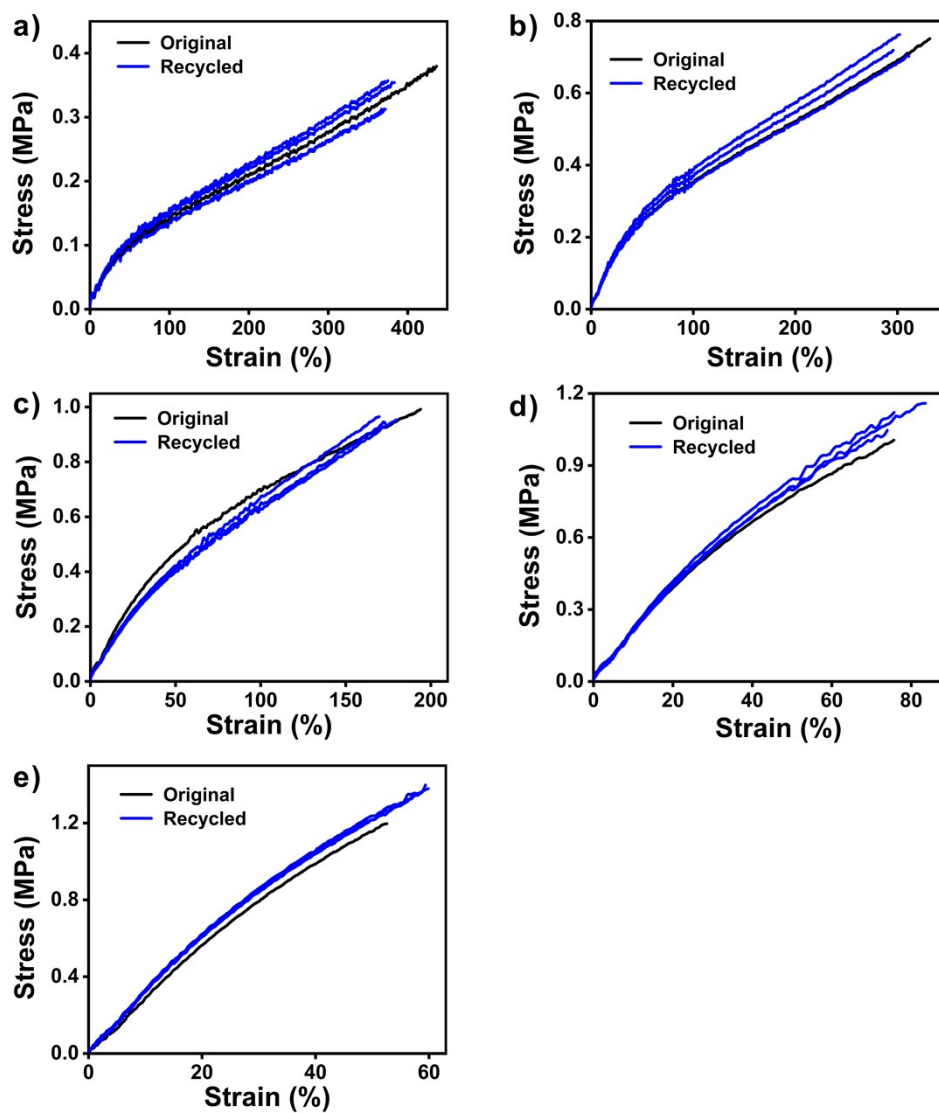 a)
Original
Recycled
0.4
0.3
0.2
0.1
0.0
Stress (MPa)
0 100 200 300 400
Strain (%)
b)
Original
Recycled
0.8
0.6
0.4
0.2
0.0
Stress (MPa)
0 100 200 300
Strain (%)
c)
Original
Recycled
1.0
0.8
0.6
0.4
0.2
0.0
Stress (MPa)
0 50 100 150 200
Strain (%)
d)
Original
Recycled
1.2
0.9
0.6
0.3
0.0
Stress (MPa)
0 20 40 60 80
Strain (%)
e)
Original
Recycled
1.2
0.8
0.4
0.0
Stress (MPa)
0 20 40 60
Strain (%)